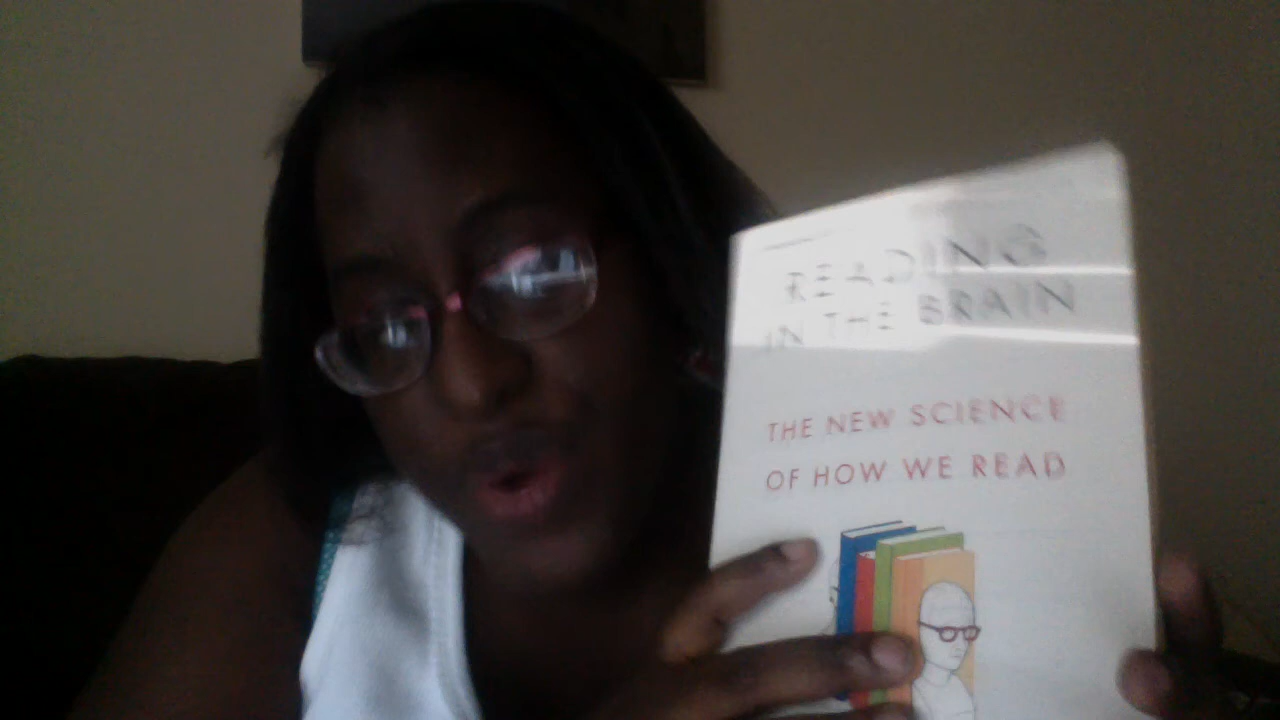 READING
IN THE BRAIN
THE NEW SCIENCE
OF HOW WE READ